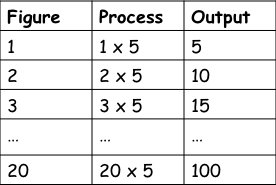 Figure Process Output
1 1 x 5 5
2 2 x 5 10
3 3 x 5 15
... ... ...
20 20 x 5 100